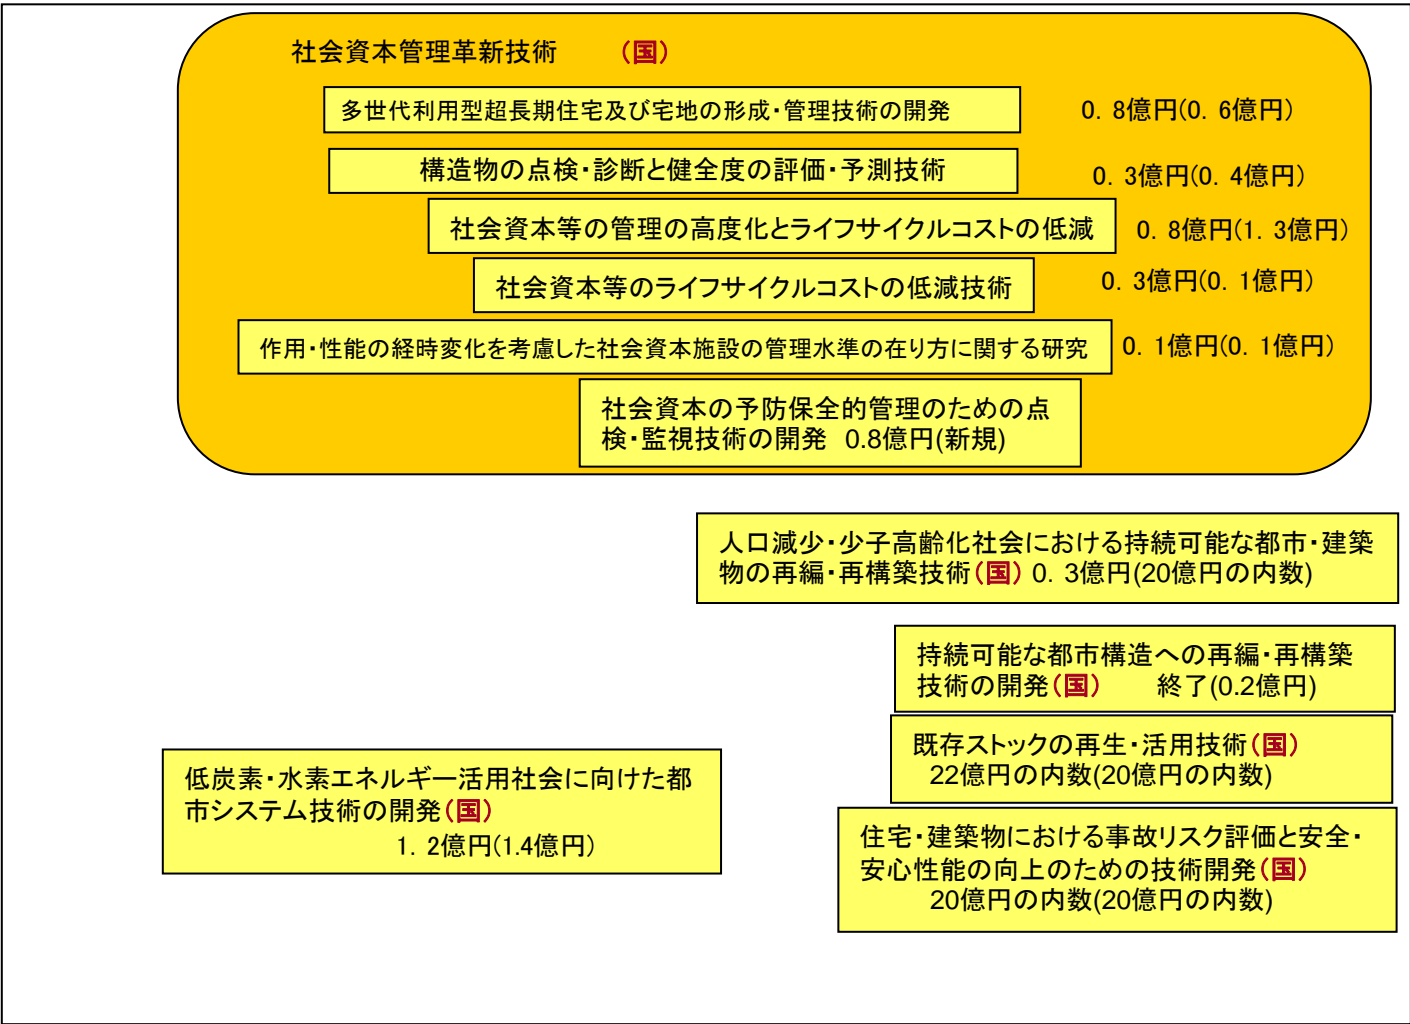 社会資本管理革新技術　　（国）
多世代利用型超長期住宅及び宅地の形成・管理技術の開発　0．8億円(0．6億円)
構造物の点検・診断と健全度の評価・予測技術　0．3億円(0．4億円)
社会資本等の管理の高度化とライフサイクルコストの低減　0．8億円(1．3億円)
社会資本等のライフサイクルコストの低減技術　0．3億円(0．1億円)
作用・性能の経時変化を考慮した社会資本施設の管理水準の在り方に関する研究　0．1億円(0．1億円)
社会資本の予防保全的管理のための点
検・監視技術の開発　0.8億円(新規)
人口減少・少子高齢化社会における持続可能な都市・建築
物の再編・再構築技術（国） 0．3億円(20億円の内数)
持続可能な都市構造への再編・再構築
技術の開発（国）　　終了(0.2億円)
既存ストックの再生・活用技術（国）
22億円の内数(20億円の内数)
低炭素・水素エネルギー活用社会に向けた都
市システム技術の開発（国）
1．2億円(1.4億円)
住宅・建築物における事故リスク評価と安全・
安心性能の向上のための技術開発（国）
20億円の内数(20億円の内数)